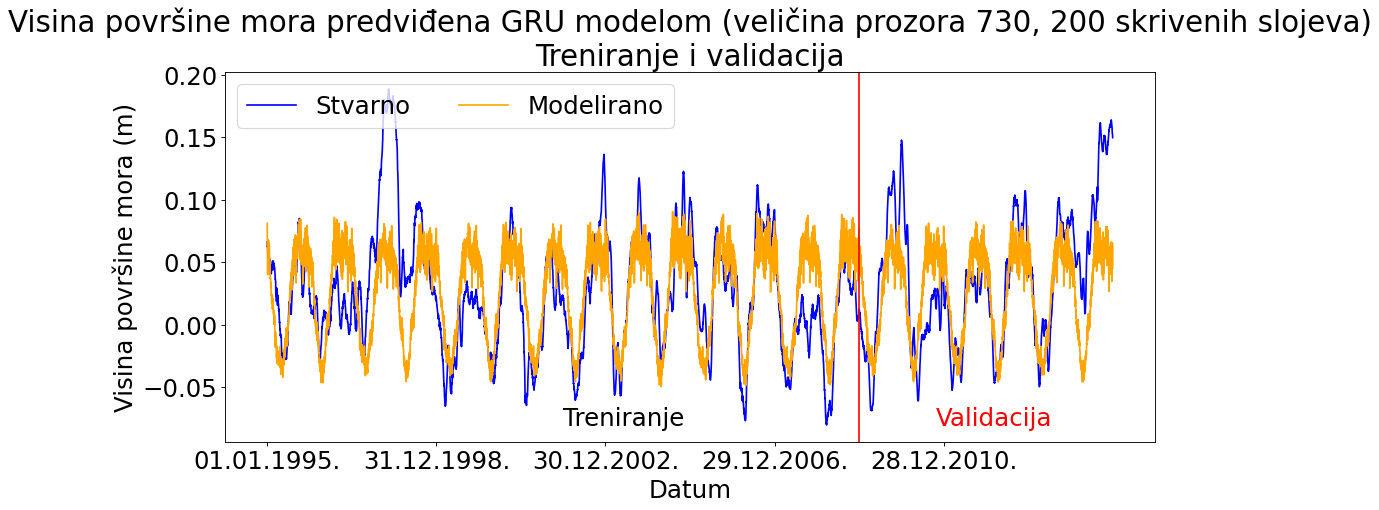 Visina površine mora predviđena GRU modelom (veličina prozora 730, 200 skrivenih slojeva)
Treniranje i validacija
Stvarno
Modelirano
Visina površine mora (m)
0.20
0.15
0.10
0.05
0.00
−0.05
Treniranje
Validacija
01.01.1995.
31.12.1998.
30.12.2002.
29.12.2006.
28.12.2010.
Datum